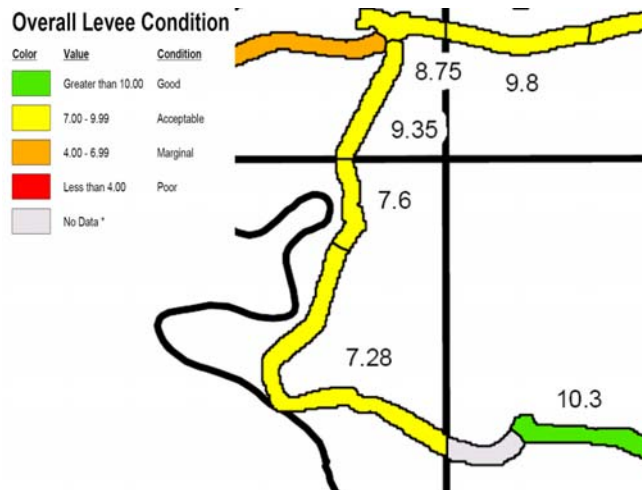 Overall Levee Condition
Color Value Condition
Greater than 10.00 Good
7.00 - 9.99 Acceptable
4.00 - 6.99 Marginal
Less than 4.00 Poor
No Data *
8.75
9.8
9.35
7.6
7.28
10.3